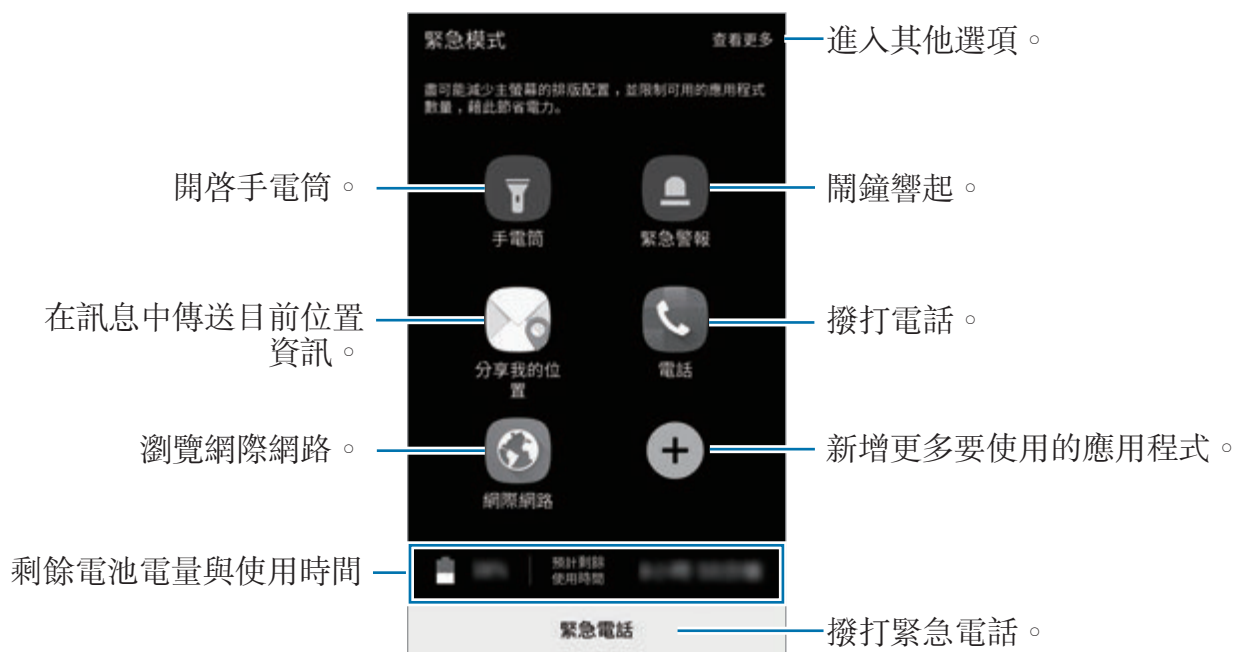 緊急模式
查看更多
進入其他選項。
盡可能減少主螢幕的排版配置，並限制可用的應用程式
數量，藉此節省電力。
開啓手電筒。
手電筒
緊急警報
鬧鐘響起。
在訊息中傳送目前位置
資訊。
分享我的位
置
電話
撥打電話。
瀏覽網際網路。
網際網路
新增更多要使用的應用程式。
剩餘電池電量與使用時間
預計剩餘
使用時間
緊急電話
撥打緊急電話。